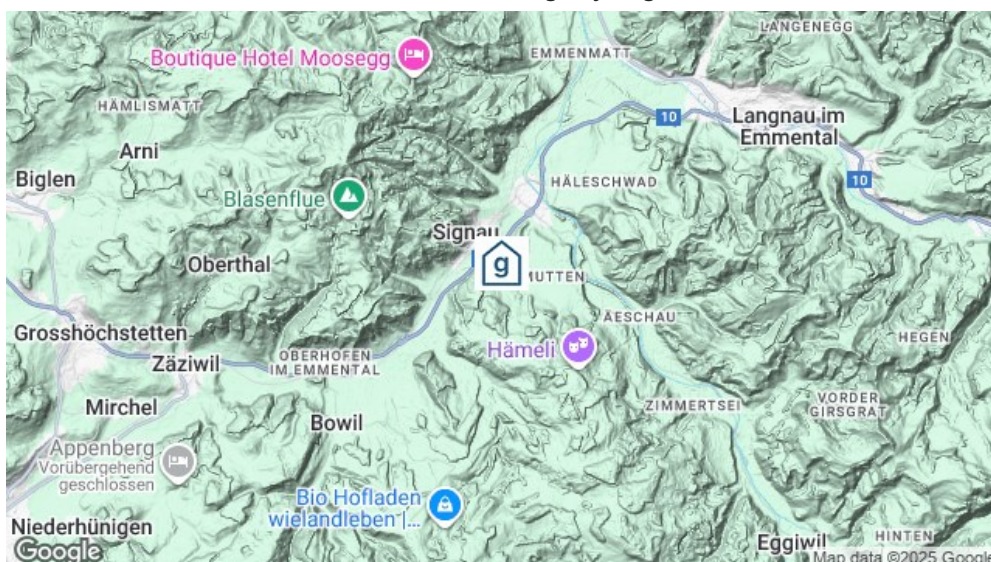 LANGENEGG
Boutique Hotel Moosegg
EMMENMATT
HÄMLISMATT
10
Langnau im
Emmental
Arni
Biglen
10
HÄLESCHWAD
Blasenflue
Signau
g
MUTTEN
Oberthal
AESCHAU
Grosshöchstetten
HEGEN
Hämeli
OBERHOFEN
IM EMMENTAL
Zäziwil
VORDER
GIRSGRAT
ZIMMERTSEI
Mirchel
Bowil
Appenberg
Vorübergehend
geschlossen
Bio Hofladen
wielandleben |...
Niederhünigen
HINTEN
Eggiwil
Google
Map data ©2025 Google